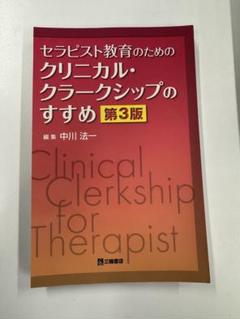 セラピスト教育のための
クリニカル・
クラークシップの
すすめ 第3版
編集 中川法一
Clinical
Clerkship
for
Therapist
三輪書店